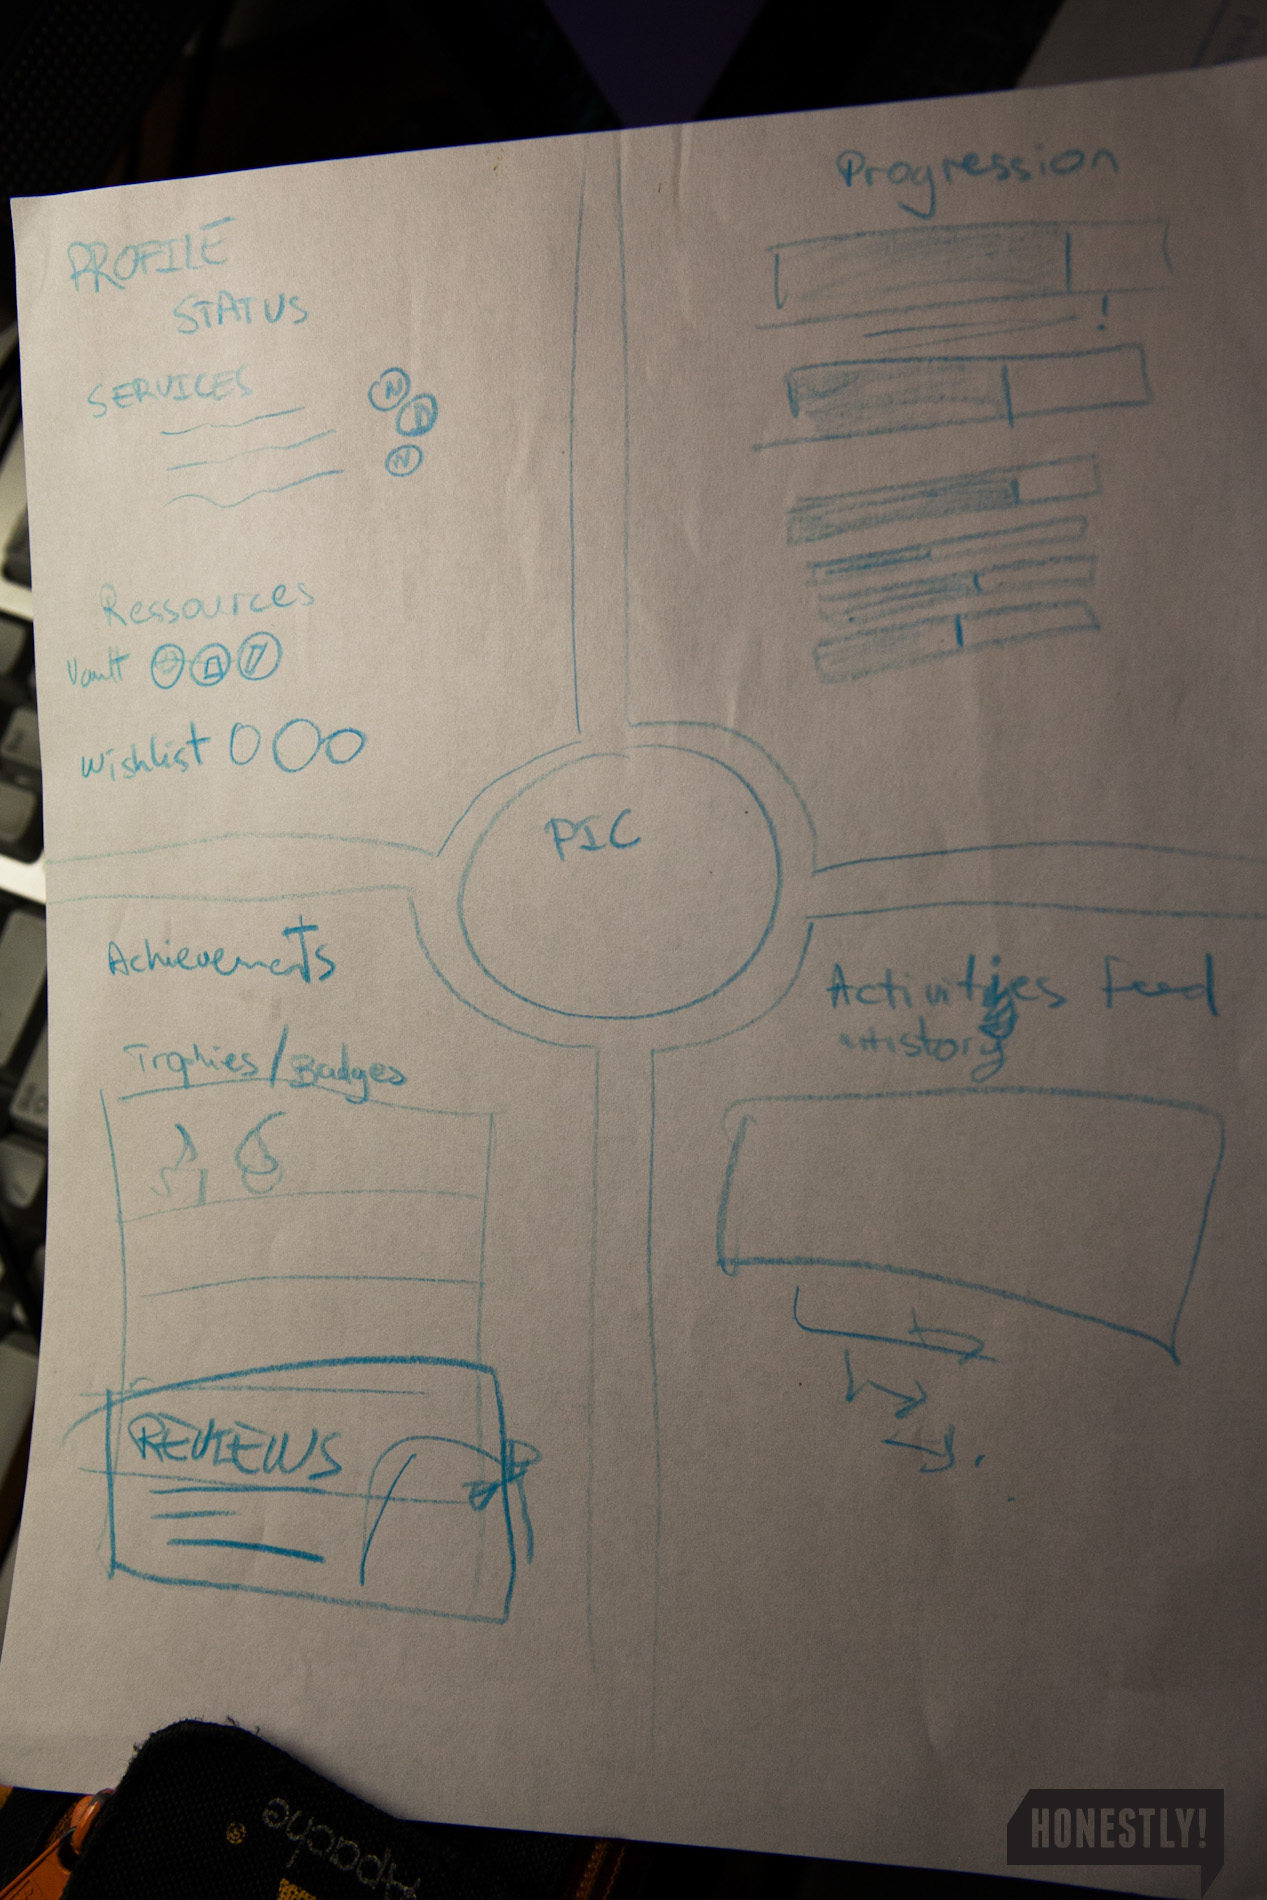 PROFILE
STATUS
SERVICES
Ressources
Vault
Wishlist
Progression
!
PIC
Achievements
Trophies/Badges
REVIEWS
Activities Feed
History
Apache
HONESTLY!